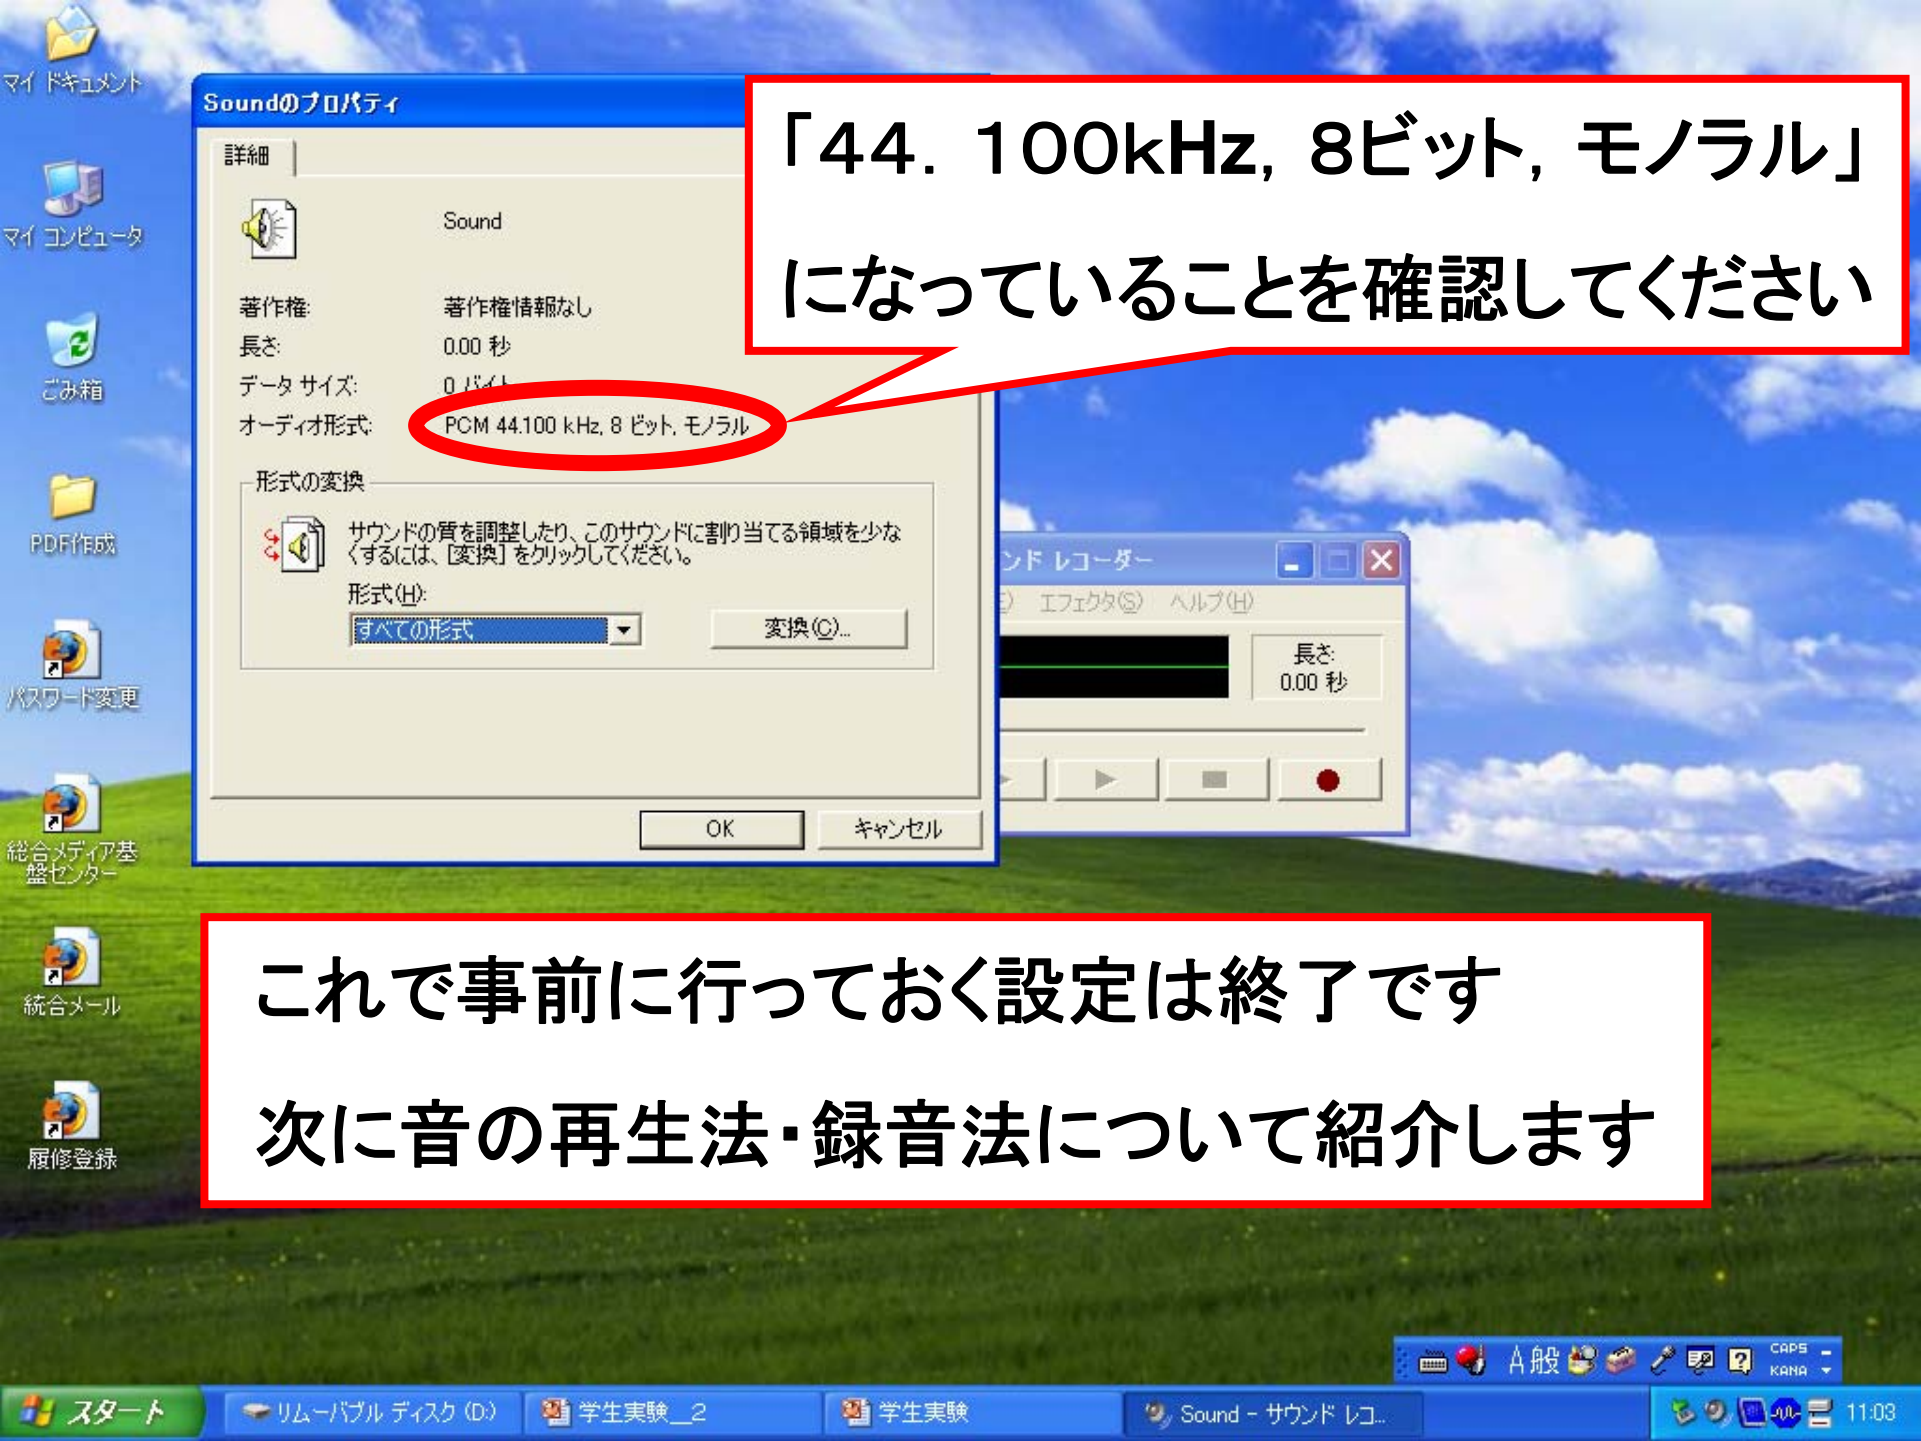 マイ ドキュメント
マイ コンピュータ
ごみ箱
PDF作成
パスワード変更
総合メディア基
盤センター
統合メール
履修登録
Soundのプロパティ
詳細
Sound
著作権: 著作権情報なし
長さ: 0.00 秒
データ サイズ: 0 バイト
オーディオ形式: PCM 44.100 kHz, 8 ビット, モノラル
形式の変換
サウンドの質を調整したり、このサウンドに割り当てる領域を少な
くするには、[変換] をクリックしてください。
形式(H):
すべての形式
変換(C)...
OK
キャンセル
「44．100kHz，8ビット，モノラル」
になっていることを確認してください
ンド レコーダー
エフェクタ(S) ヘルプ(H)
長さ:
0.00 秒
これで事前に行っておく設定は終了です
次に音の再生法・録音法について紹介します
A 般
CAPS
KANA
スタート
リムーバブル ディスク (D:)
学生実験__2
学生実験
Sound - サウンド レコ...
11:03